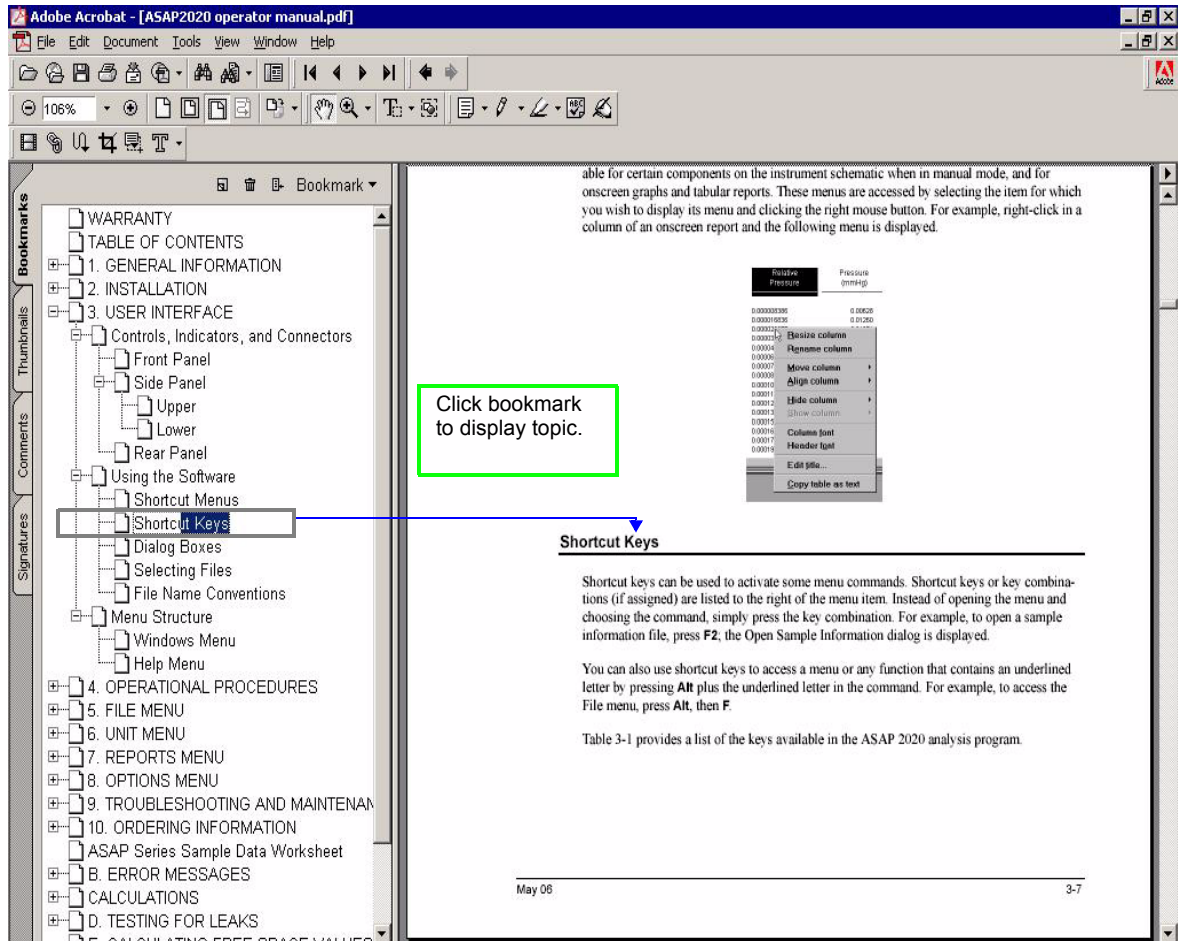 Adobe Acrobat - [ASAP2020 operator manual.pdf]
File Edit Document Tools View Window Help
Adobe
106%
Bookmark
Bookmarks
Thumbnails
Comments
Signatures
WARRANTY
TABLE OF CONTENTS
1. GENERAL INFORMATION
2. INSTALLATION
3. USER INTERFACE
Controls, Indicators, and Connectors
Front Panel
Side Panel
Upper
Lower
Rear Panel
Using the Software
Shortcut Menus
Shortcut Keys
Dialog Boxes
Selecting Files
File Name Conventions
Menu Structure
Windows Menu
Help Menu
4. OPERATIONAL PROCEDURES
5. FILE MENU
6. UNIT MENU
7. REPORTS MENU
8. OPTIONS MENU
9. TROUBLESHOOTING AND MAINTENAN
10. ORDERING INFORMATION
ASAP Series Sample Data Worksheet
B. ERROR MESSAGES
CALCULATIONS
D. TESTING FOR LEAKS
E. CALCULATING FREE SPACE VALUES
Click bookmark
to display topic.
able for certain components on the instrument schematic when in manual mode, and for
onscreen graphs and tabular reports. These menus are accessed by selecting the item for which
you wish to display its menu and clicking the right mouse button. For example, right-click in a
column of an onscreen report and the following menu is displayed.
Relative Pressure
Pressure (mmHg)
Resize column
Rename column
Move column
Align column
Hide column
Show column
Column font
Header font
Edit title...
Copy table as text
Shortcut Keys
Shortcut keys can be used to activate some menu commands. Shortcut keys or key combina-
tions (if assigned) are listed to the right of the menu item. Instead of opening the menu and
choosing the command, simply press the key combination. For example, to open a sample
information file, press F2; the Open Sample Information dialog is displayed.
You can also use shortcut keys to access a menu or any function that contains an underlined
letter by pressing Alt plus the underlined letter in the command. For example, to access the
File menu, press Alt, then F.
Table 3-1 provides a list of the keys available in the ASAP 2020 analysis program.
May 06
3-7